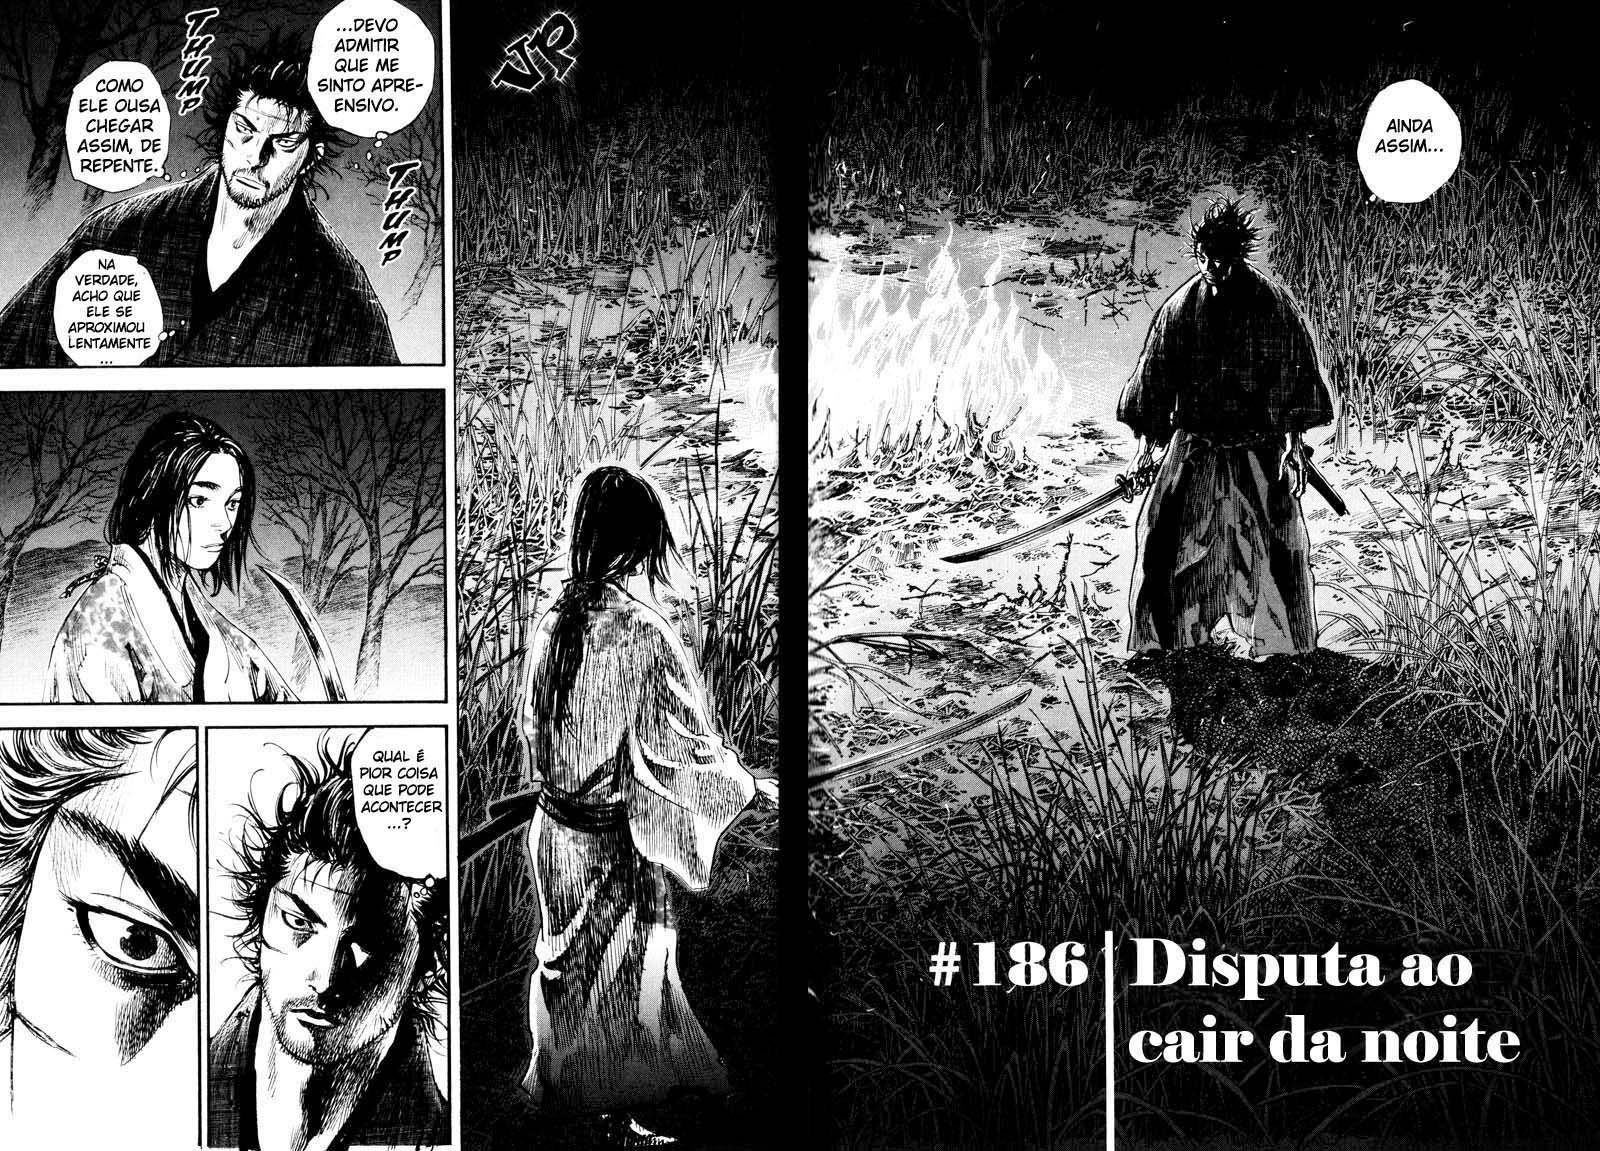 AINDA
ASSIM...
#186
Disputa ao
cair da noite
VP
...DEVO
ADMITIR
QUE ME
SINTO APRE-
ENSIVO.
THUMP
COMO
ELE OUSA
CHEGAR
ASSIM, DE
REPENTE.
THUMP
NA
VERDADE,
ACHO QUE
ELE SE
APROXIMOU
LENTAMENTE
...
QUAL É
PIOR COISA
QUE PODE
ACONTECER
...?